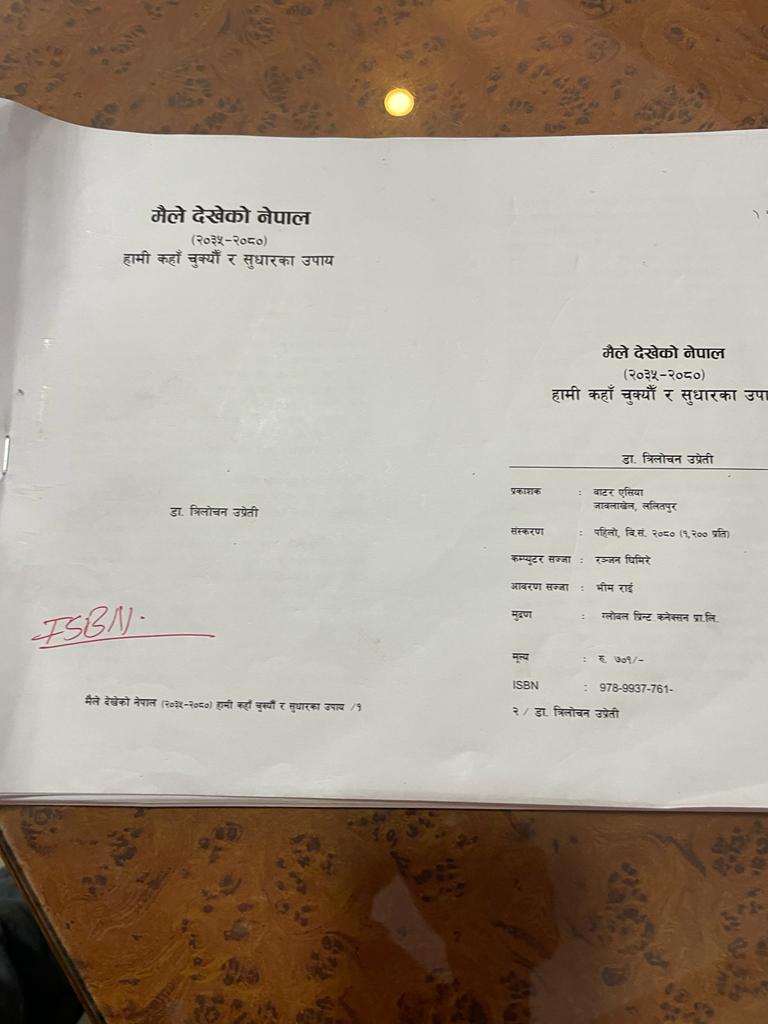 मैले देखेको नेपाल
(२०३५-२०८०)
हामी कहाँ चुक्यौँ र सुधारका उपाय
डा. त्रिलोचन उप्रेती
ISBN.
मैले देखेको नेपाल (२०३५-२०८०) हामी कहाँ चुक्यौँ र सुधारका उपाय /१
मैले देखेको नेपाल
(२०३५-२०८०)
हामी कहाँ चुक्यौँ र सुधारका उपा
डा. त्रिलोचन उप्रेती
प्रकाशक : वाटर एसिया
जावलाखेल, ललितपुर
संस्करण : पहिलो, वि.सं. २०८० (१,२०० प्रति)
कम्प्युटर सज्जा : रञ्जन घिमिरे
आवरण सज्जा : भीम राई
मुद्रण : ग्लोबल प्रिन्ट कनेक्सन प्रा.लि.
मूल्य : रु. ७०१/-
ISBN : 978-9937-761-
२ / डा. त्रिलोचन उप्रेती